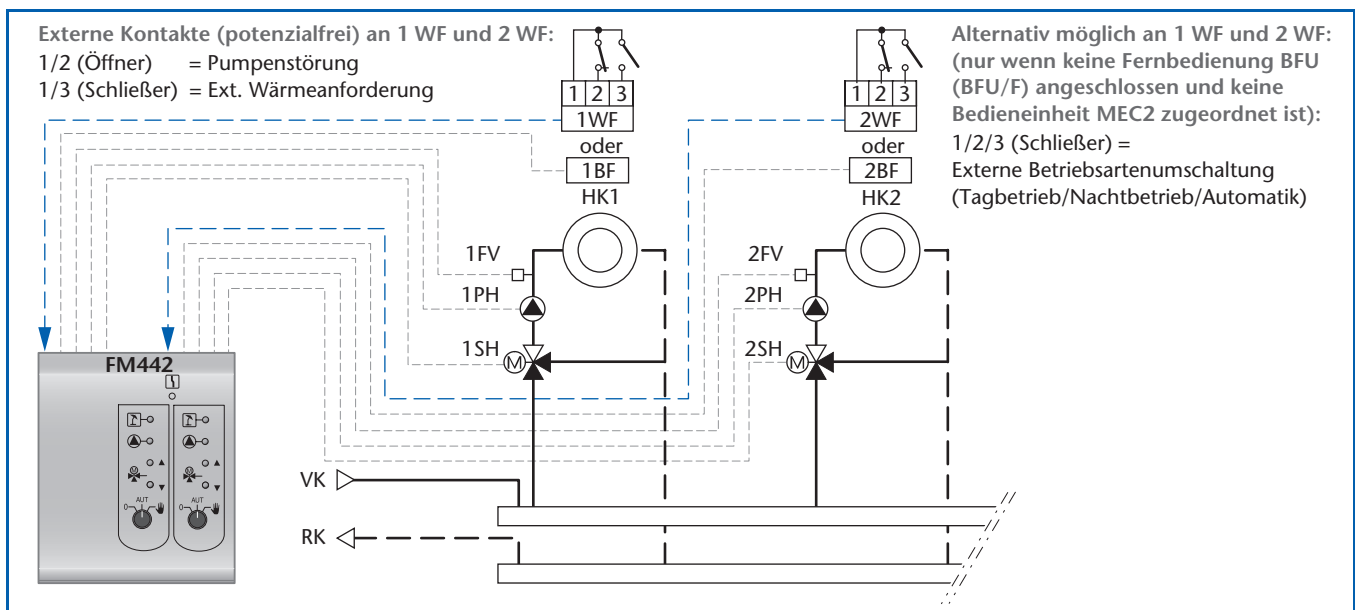 Externe Kontakte (potenzialfrei) an 1 WF und 2 WF:
1/2 (Öffner) = Pumpenstörung
1/3 (Schließer) = Ext. Wärmeanforderung
Alternativ möglich an 1 WF und 2 WF:
(nur wenn keine Fernbedienung BFU
(BFU/F) angeschlossen und keine
Bedieneinheit MEC2 zugeordnet ist):
1/2/3 (Schließer) =
Externe Betriebsartenumschaltung
(Tagbetrieb/Nachtbetrieb/Automatik)
1 2 3
1WF
oder
1BF
HK1
1 2 3
2WF
oder
2BF
HK2
1FV
1PH
1SH
M
2FV
2PH
2SH
M
FM442
M
M
AUT
0
AUT
0
VK
RK